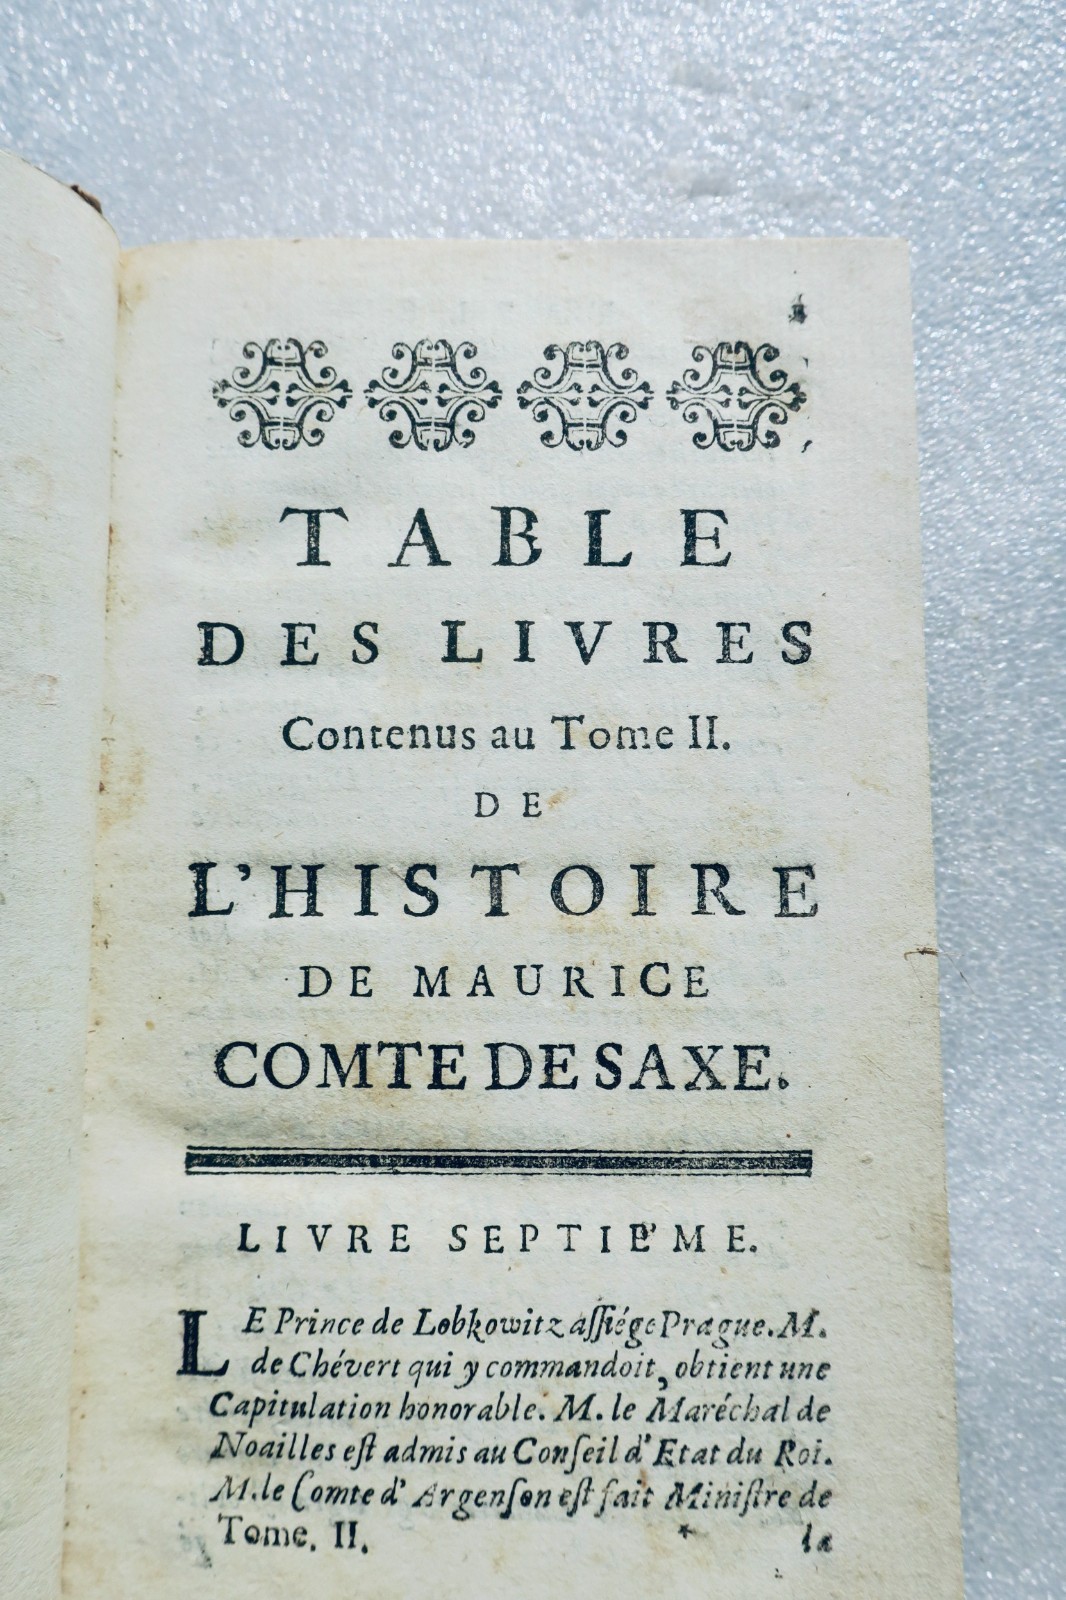 TABLE
DES LIVRES
Contenus au Tome II.
DE
L'HISTOIRE
DE MAURICE
COMTE DE SAXE.
LIVRE SEPTIE'ME.
LE Prince de Lobkowitz aſſiége Prague. M.
de Chévert qui y commandoit, obtient une
Capitulation honorable. M. le Maréchal de
Noailles eſt admis au Conſeil d'Etat du Roi.
M. le Comte d'Argenſon eſt fait Miniſtre de
Tome. II. * la